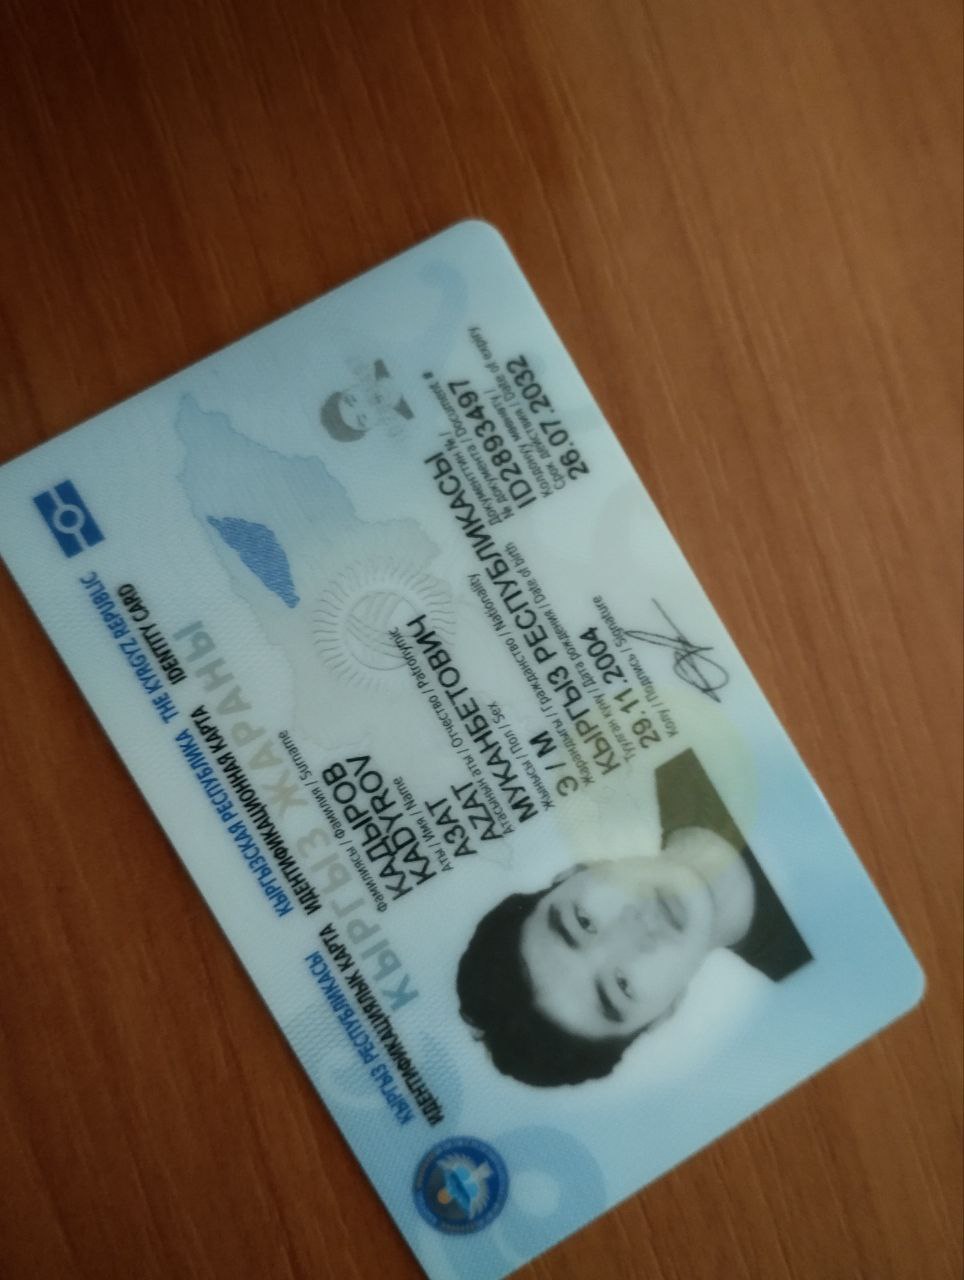 КЫРГЫЗ РЕСПУБЛИКАСЫ КЫРГЫЗСКАЯ РЕСПУБЛИКА THE KYRGYZ REPUBLIC
ИДЕНТИФИКАЦИЯЛЫК КАРТА ИДЕНТИФИКАЦИОННАЯ КАРТА IDENTITY CARD
КЫРГЫЗ ЖАРАНЫ
Фамилиясы / Фамилия / Surname
КАДЫРОВ
KADYROV
Аты / Имя / Name
АЗАТ
AZAT
Атасынын аты / Отчество / Patronymic
МУКАНБЕТОВИЧ
Жынысы / Пол / Sex
Э / M
Жарандыгы / Гражданство / Nationality
КЫРГЫЗ РЕСПУБЛИКАСЫ
Туулган күнү / Дата рождения / Date of birth
29.11.2004
Документтин № /
№ документа / Document #
ID2893497
Колдонуу мөөнөтү /
Срок действия / Date of expiry
26.07.2032
Колу / Подпись / Signature